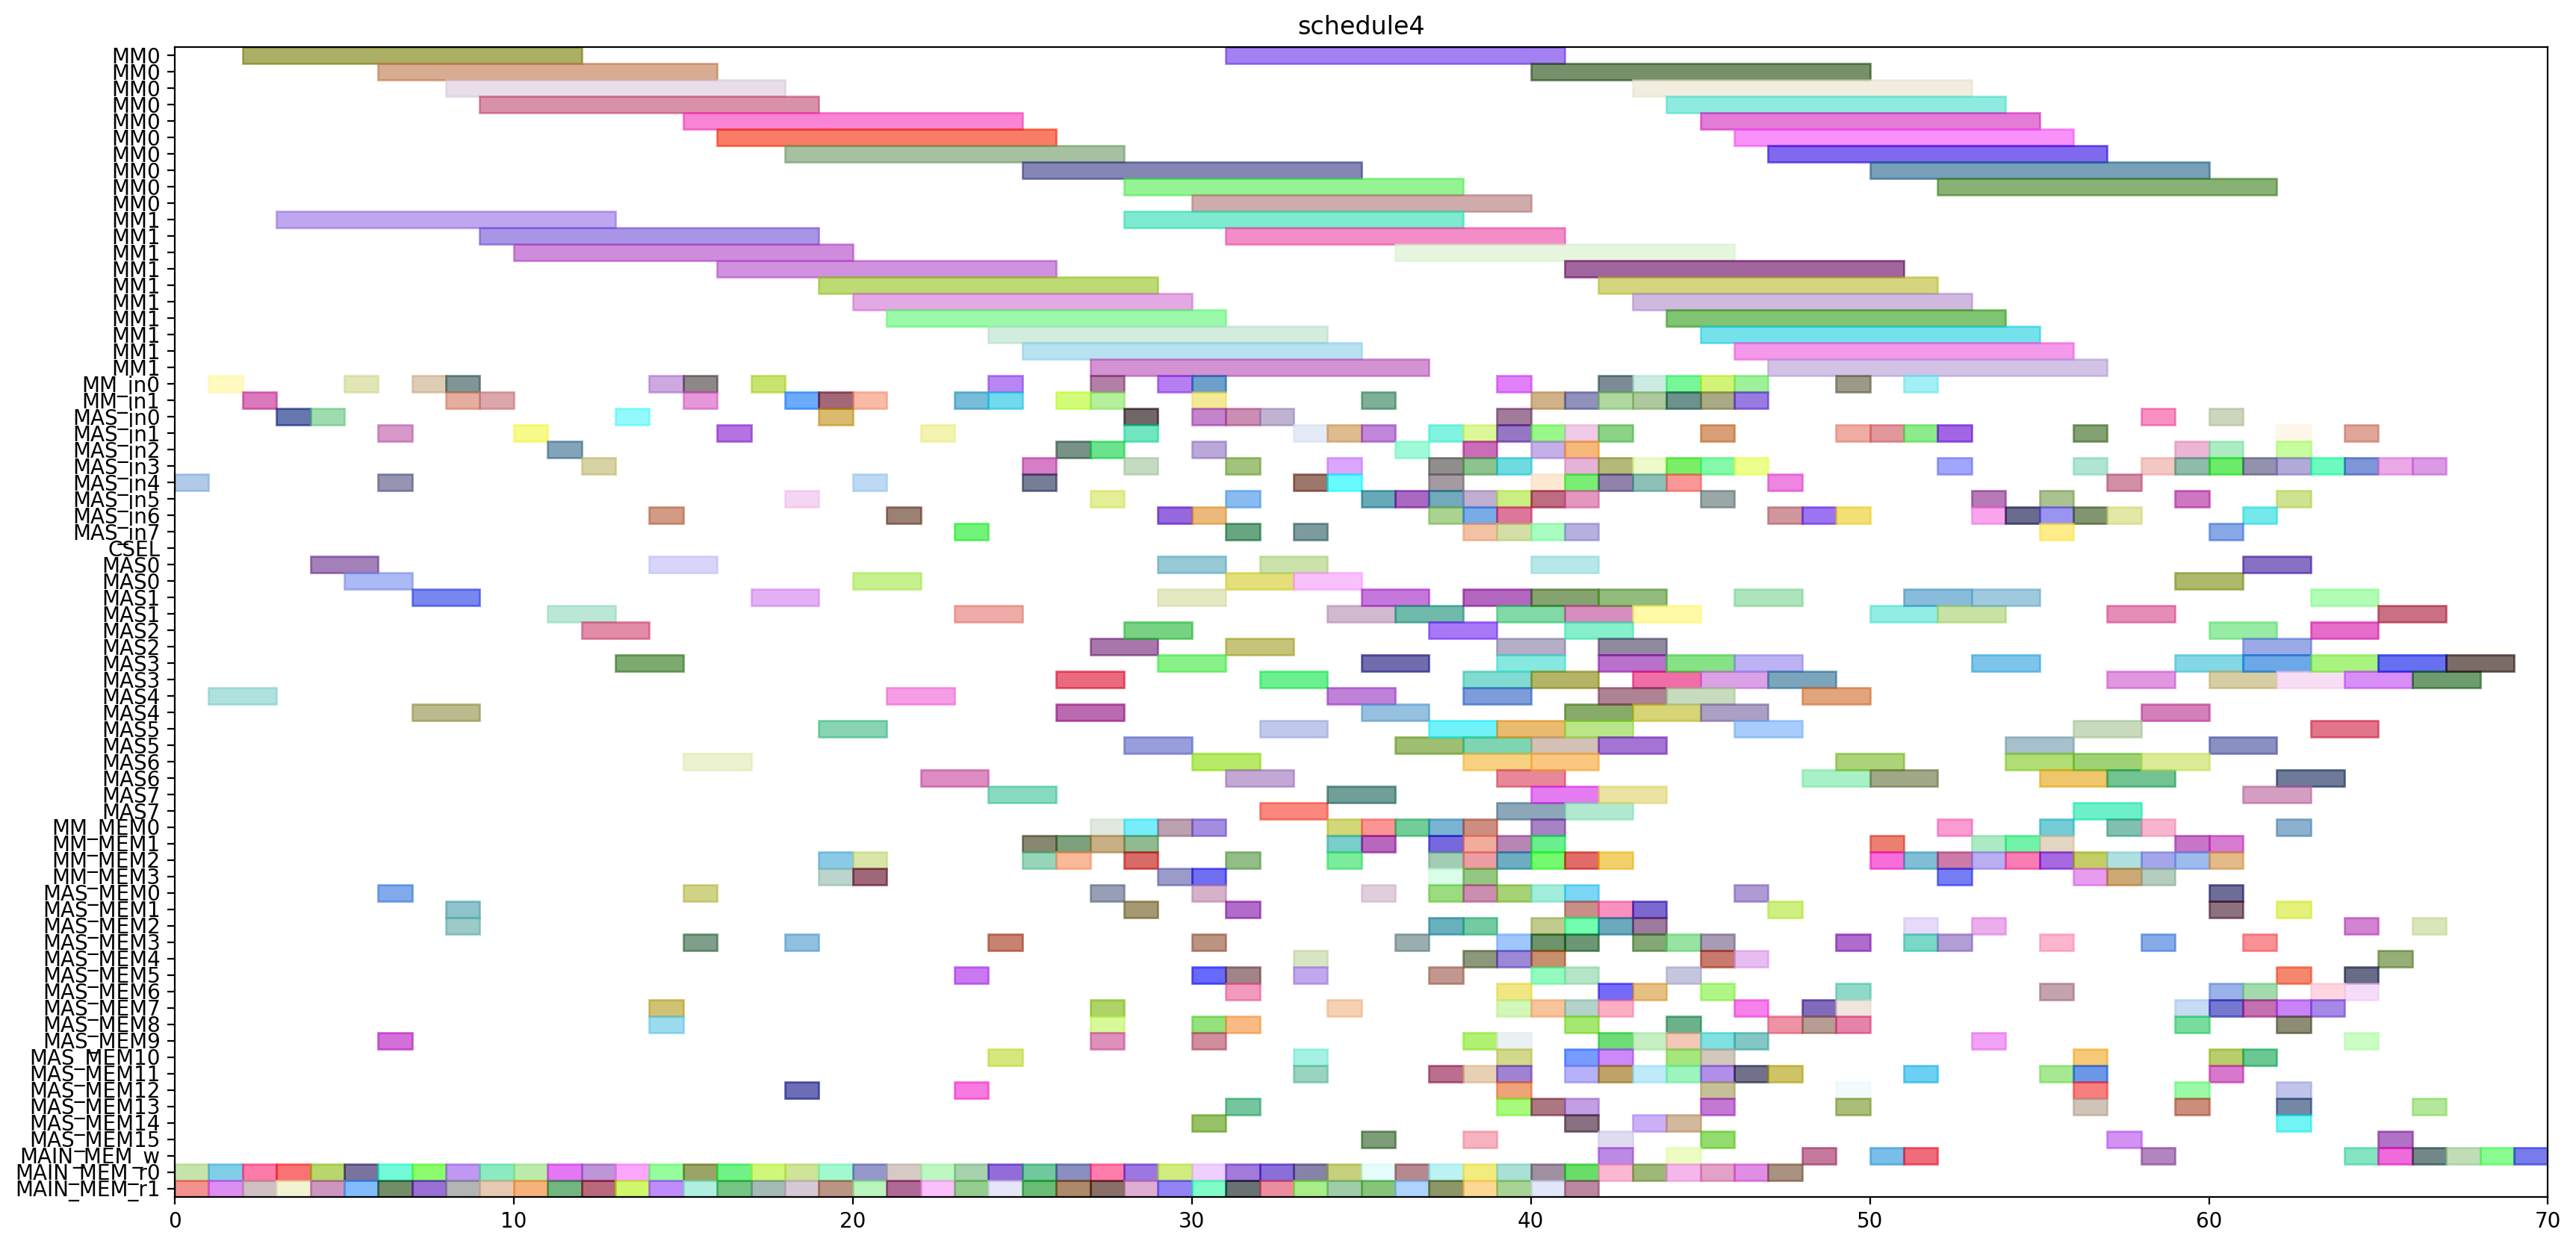 schedule4
MM0
MM0
MM0
MM0
MM0
MM0
MM0
MM0
MM0
MM0
MM1
MM1
MM1
MM1
MM1
MM1
MM1
MM1
MM1
MM1
MM_in0
MM_in1
MAS_in0
MAS_in1
MAS_in2
MAS_in3
MAS_in4
MAS_in5
MAS_in6
MAS_in7
CSEL
MAS0
MAS0
MAS1
MAS1
MAS2
MAS2
MAS3
MAS3
MAS4
MAS4
MAS5
MAS5
MAS6
MAS6
MAS7
MAS7
MM_MEM0
MM_MEM1
MM_MEM2
MM_MEM3
MAS_MEM0
MAS_MEM1
MAS_MEM2
MAS_MEM3
MAS_MEM4
MAS_MEM5
MAS_MEM6
MAS_MEM7
MAS_MEM8
MAS_MEM9
MAS_MEM10
MAS_MEM11
MAS_MEM12
MAS_MEM13
MAS_MEM14
MAS_MEM15
MAIN_MEM_w
MAIN_MEM_r0
MAIN_MEM_r1
0 10 20 30 40 50 60 70